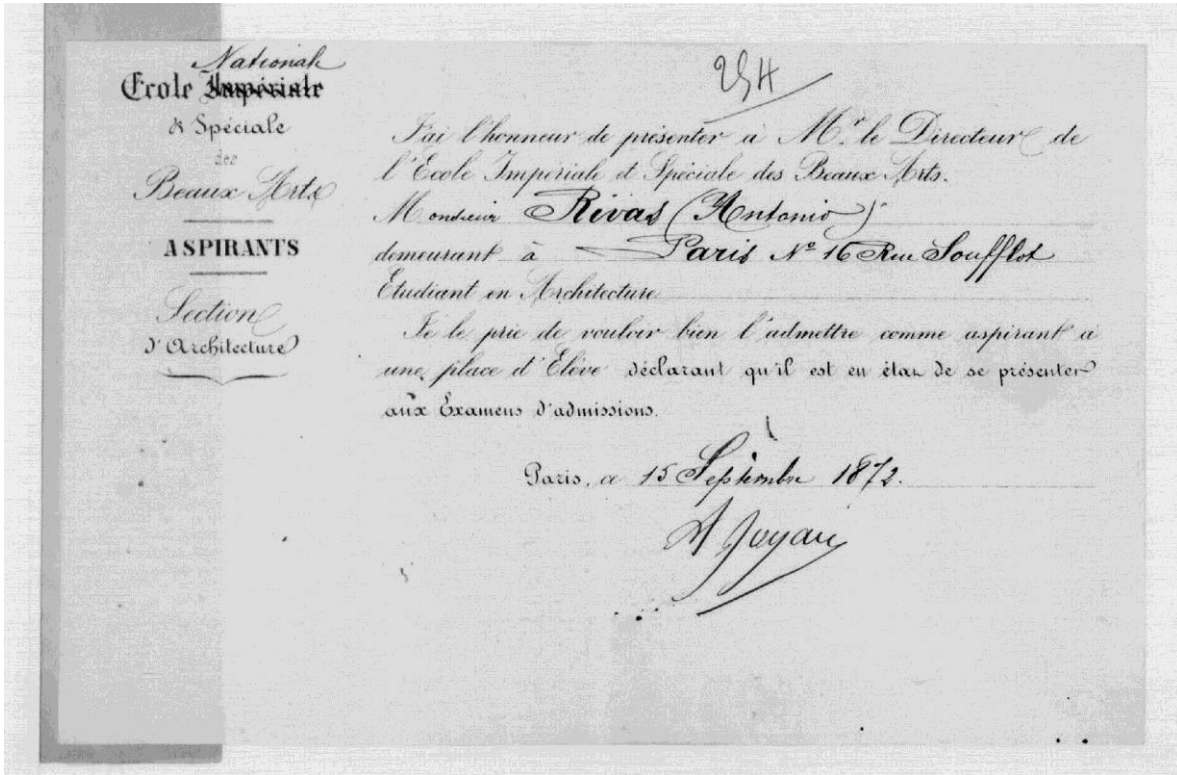 Nationale
Ecole Impériale
& Spéciale
des
Beaux Arts
ASPIRANTS
Section
d'Architecture
254
J'ai l'honneur de présenter à Mr. le Directeur de
l'Ecole Impériale et Spéciale des Beaux Arts.
Monsieur Rivas (Antonio)
demeurant à Paris No 16 Rue Soufflot
Etudiant en Architecture
Je le prie de vouloir bien l'admettre comme aspirant à
une place d'Elève déclarant qu'il est en état de se présenter
aux Examens d'admissions.
Paris, ce 15 Septembre 1872.